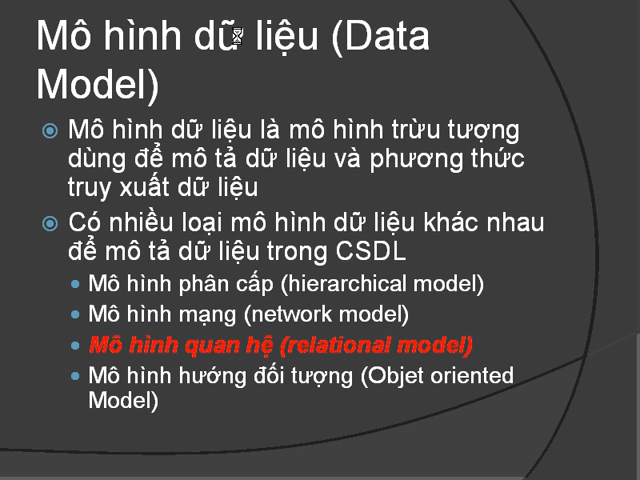 Mô hình dữ liệu (Data
Model)
Mô hình dữ liệu là mô hình trừu tượng
dùng để mô tả dữ liệu và phương thức
truy xuất dữ liệu
Có nhiều loại mô hình dữ liệu khác nhau
để mô tả dữ liệu trong CSDL
Mô hình phân cấp (hierarchical model)
Mô hình mạng (network model)
Mô hình quan hệ (relational model)
Mô hình hướng đối tượng (Objet oriented
Model)